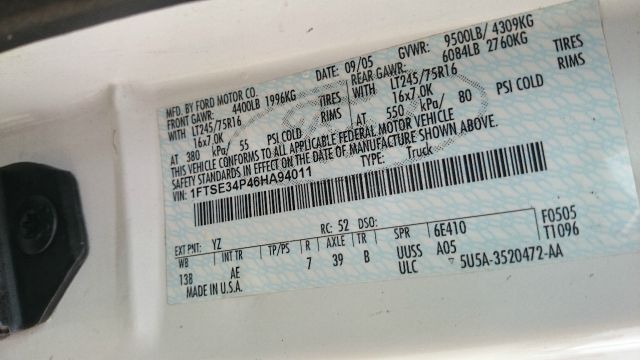 MFD. BY FORD MOTOR CO.
DATE: 09/05 GVWR: 9500LB/ 4309KG
FRONT GAWR: 4400LB 1996KG REAR GAWR: 6084LB 2760KG
WITH LT245/75R16 TIRES WITH LT245/75R16 TIRES
16x7.0K RIMS 16x7.0K RIMS
AT 380 kPa/ 55 PSI COLD AT 550 kPa/ 80 PSI COLD
THIS VEHICLE CONFORMS TO ALL APPLICABLE FEDERAL MOTOR VEHICLE
SAFETY STANDARDS IN EFFECT ON THE DATE OF MANUFACTURE SHOWN ABOVE.
VIN: 1FTSE34P46HA94011 TYPE: Truck
EXT PNT: YZ RC: 52 DSO: F0505
WB INT TR TP/PS R AXLE TR SPR 6E410 T1096
138 AE 7 39 B UUSS A05
MADE IN U.S.A. ULC 5U5A-3520472-AA